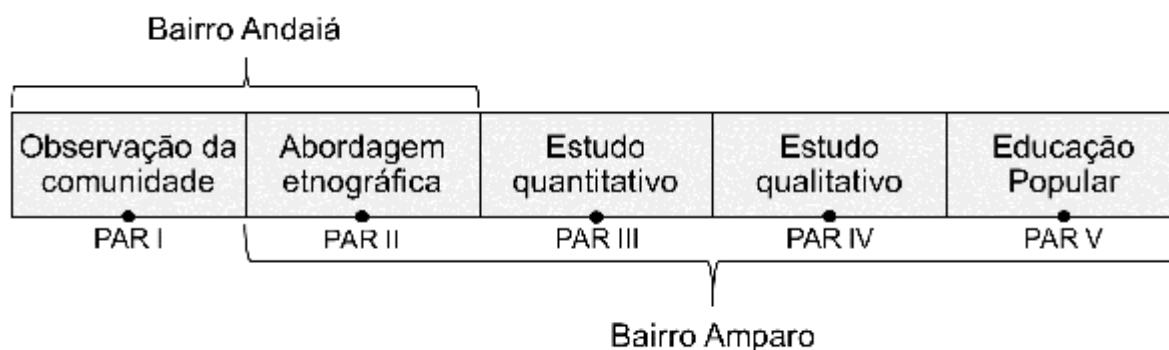 Bairro Andaiá
Observação da
comunidade
Abordagem
etnográfica
Estudo
quantitativo
Estudo
qualitativo
Educação
Popular
PAR I
PAR II
PAR III
PAR IV
PAR V
Bairro Amparo